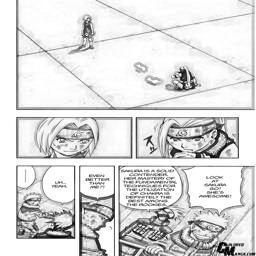 LOOK
AT
SAKURA
GO!
SHE'S
AWESOME!
SAKURA IS A SOLID
CONTENDER.
HER MASTERY OF
THE FUNDAMENTAL
TECHNIQUES FOR
THE UTILIZATION
OF CHAKRA IS
DEFINITELY THE
BEST AMONG
THE ROOKIES.
EVEN
BETTER
THAN
ME?!
UH...
YEAH.